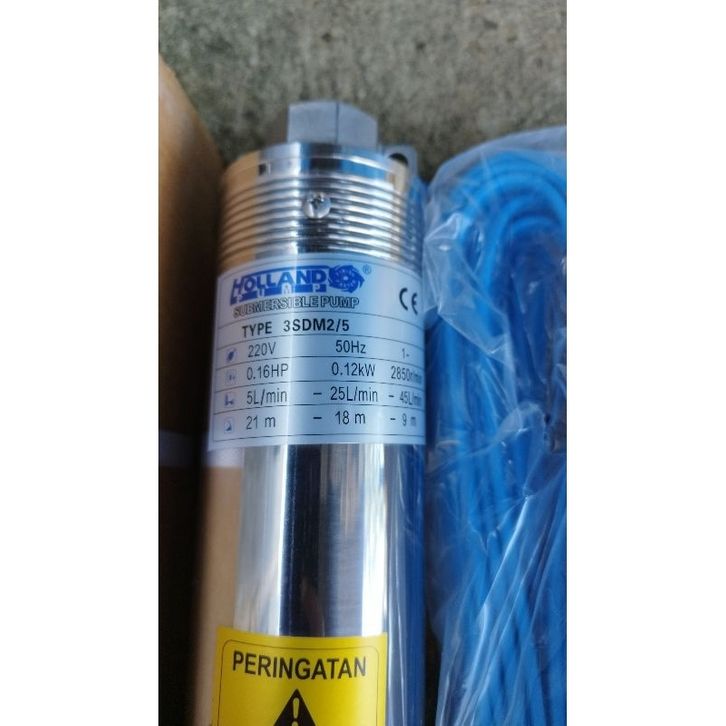 HOLLAND ®
PUMP
SUBMERSIBLE PUMP
CE
TYPE 3SDM2/5
220V 50Hz 1~
0.16HP 0.12kW 2850r/min
5L/min - 25L/min - 45L/min
21 m - 18 m - 9 m
PERINGATAN